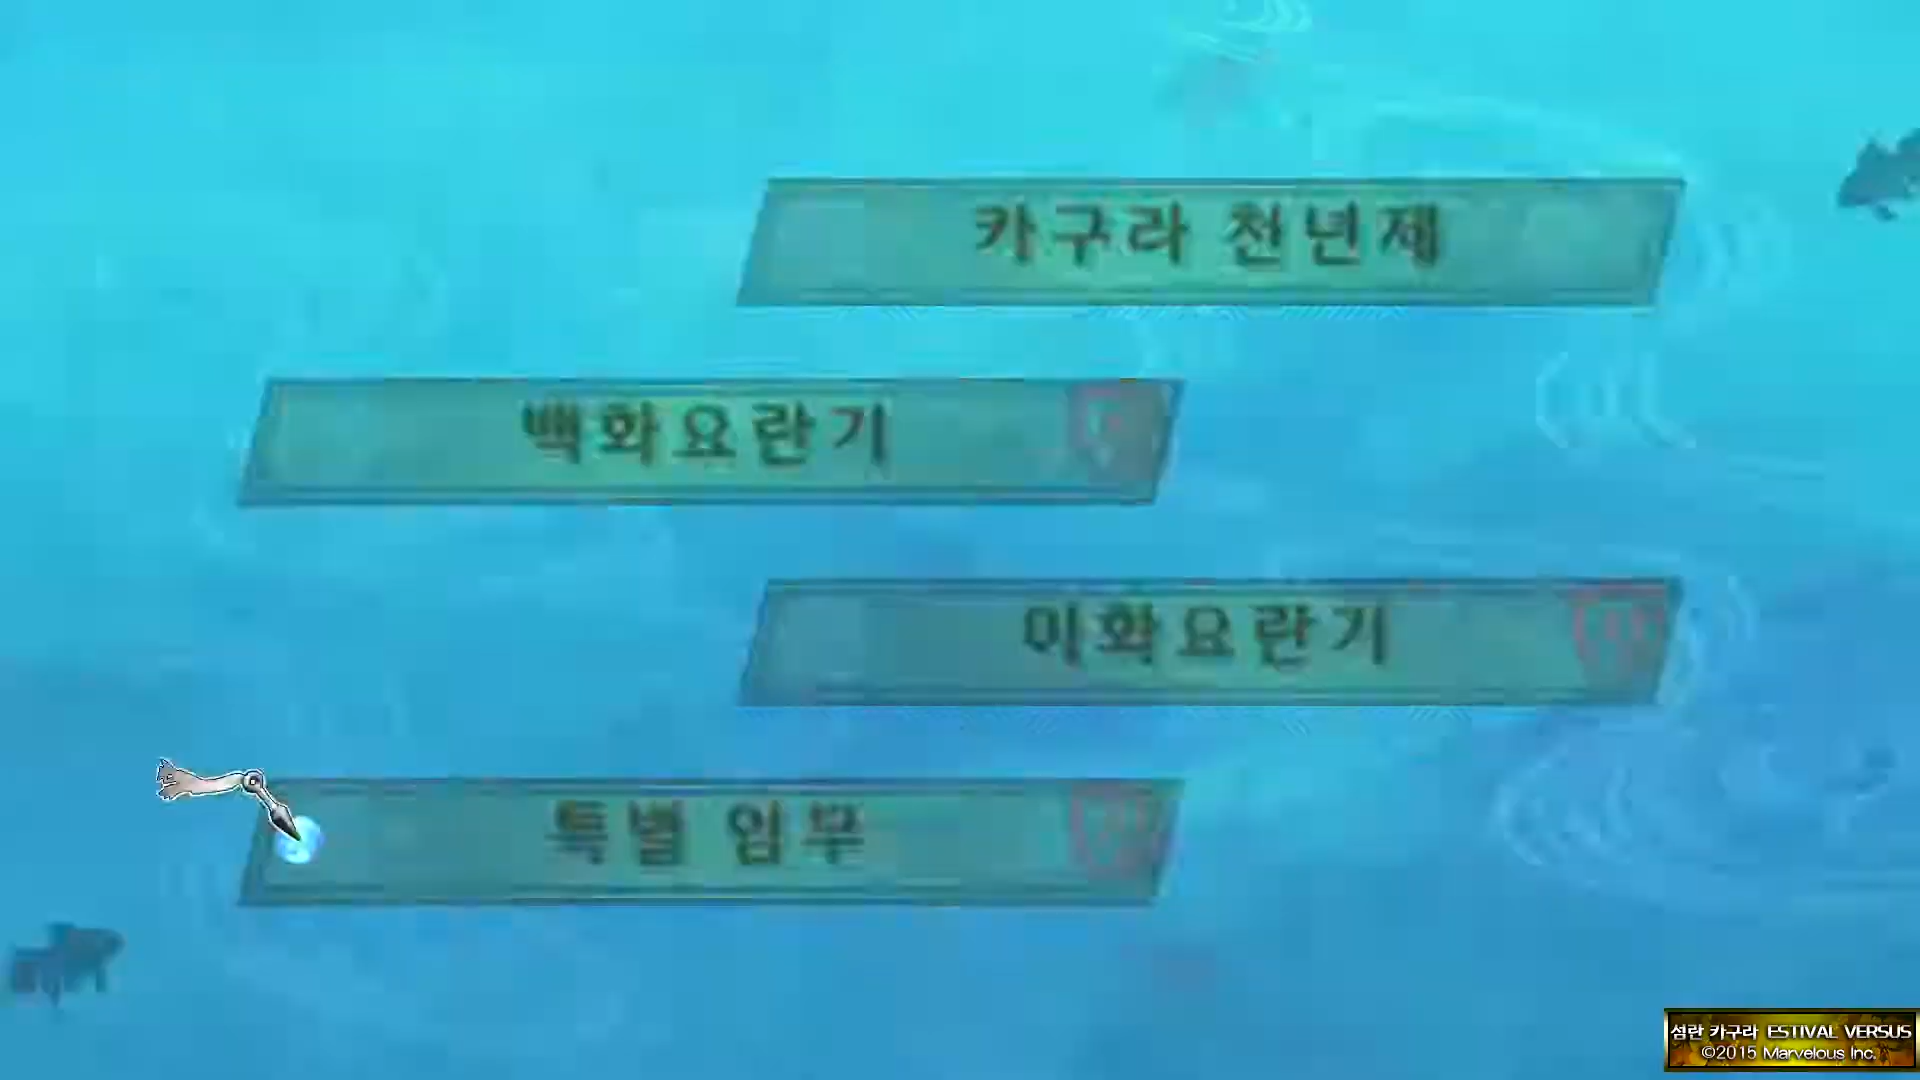 카구라 천년제
백화요란기
이화요란기
특별 임무
섬란 카구라 ESTIVAL VERSUS
©2015 Marvelous Inc.